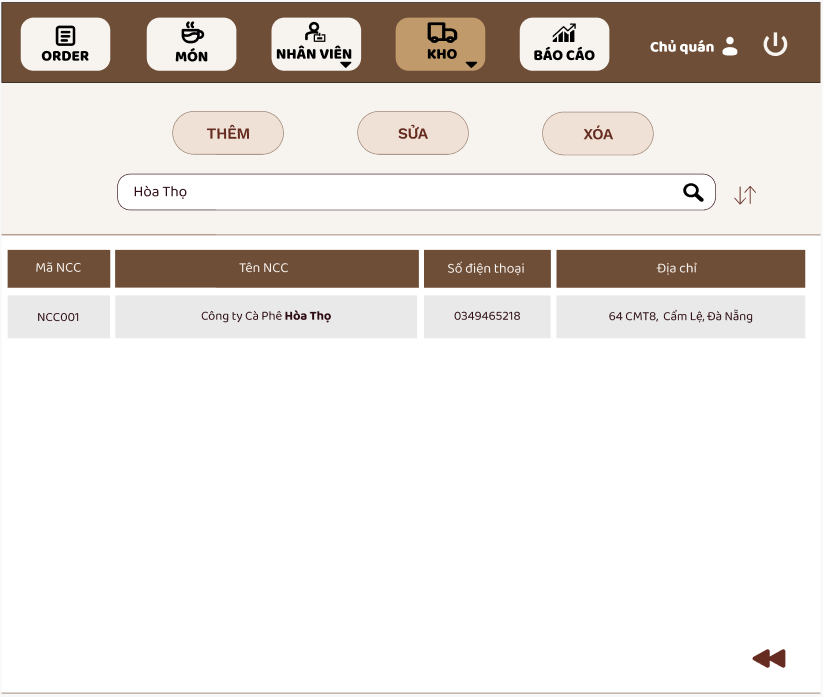 ORDER
MÓN
NHÂN VIÊN
KHO
BÁO CÁO
Chủ quán
THÊM
SỬA
XÓA
Hòa Thọ
Mã NCC
Tên NCC
Số điện thoại
Địa chỉ
NCC001
Công ty Cà Phê Hòa Thọ
0349465218
64 CMT8, Cẩm Lệ, Đà Nẵng